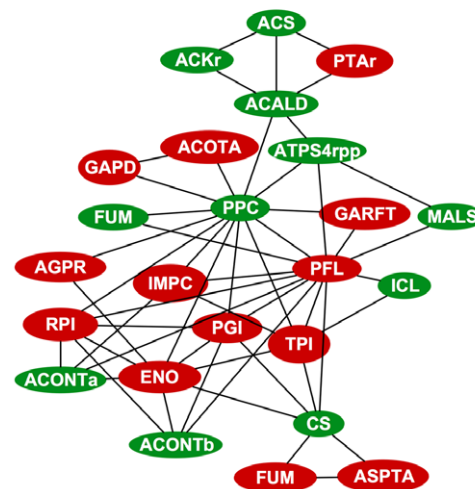 ACS
ACKr
PTAr
ACALD
ACOTA
ATPS4rpp
GAPD
PPC
FUM
GARFT
MALS
AGPR
IMPC
PFL
ICL
RPI
PGI
TPI
ACONTa
ENO
CS
ACONTb
FUM
ASPTA